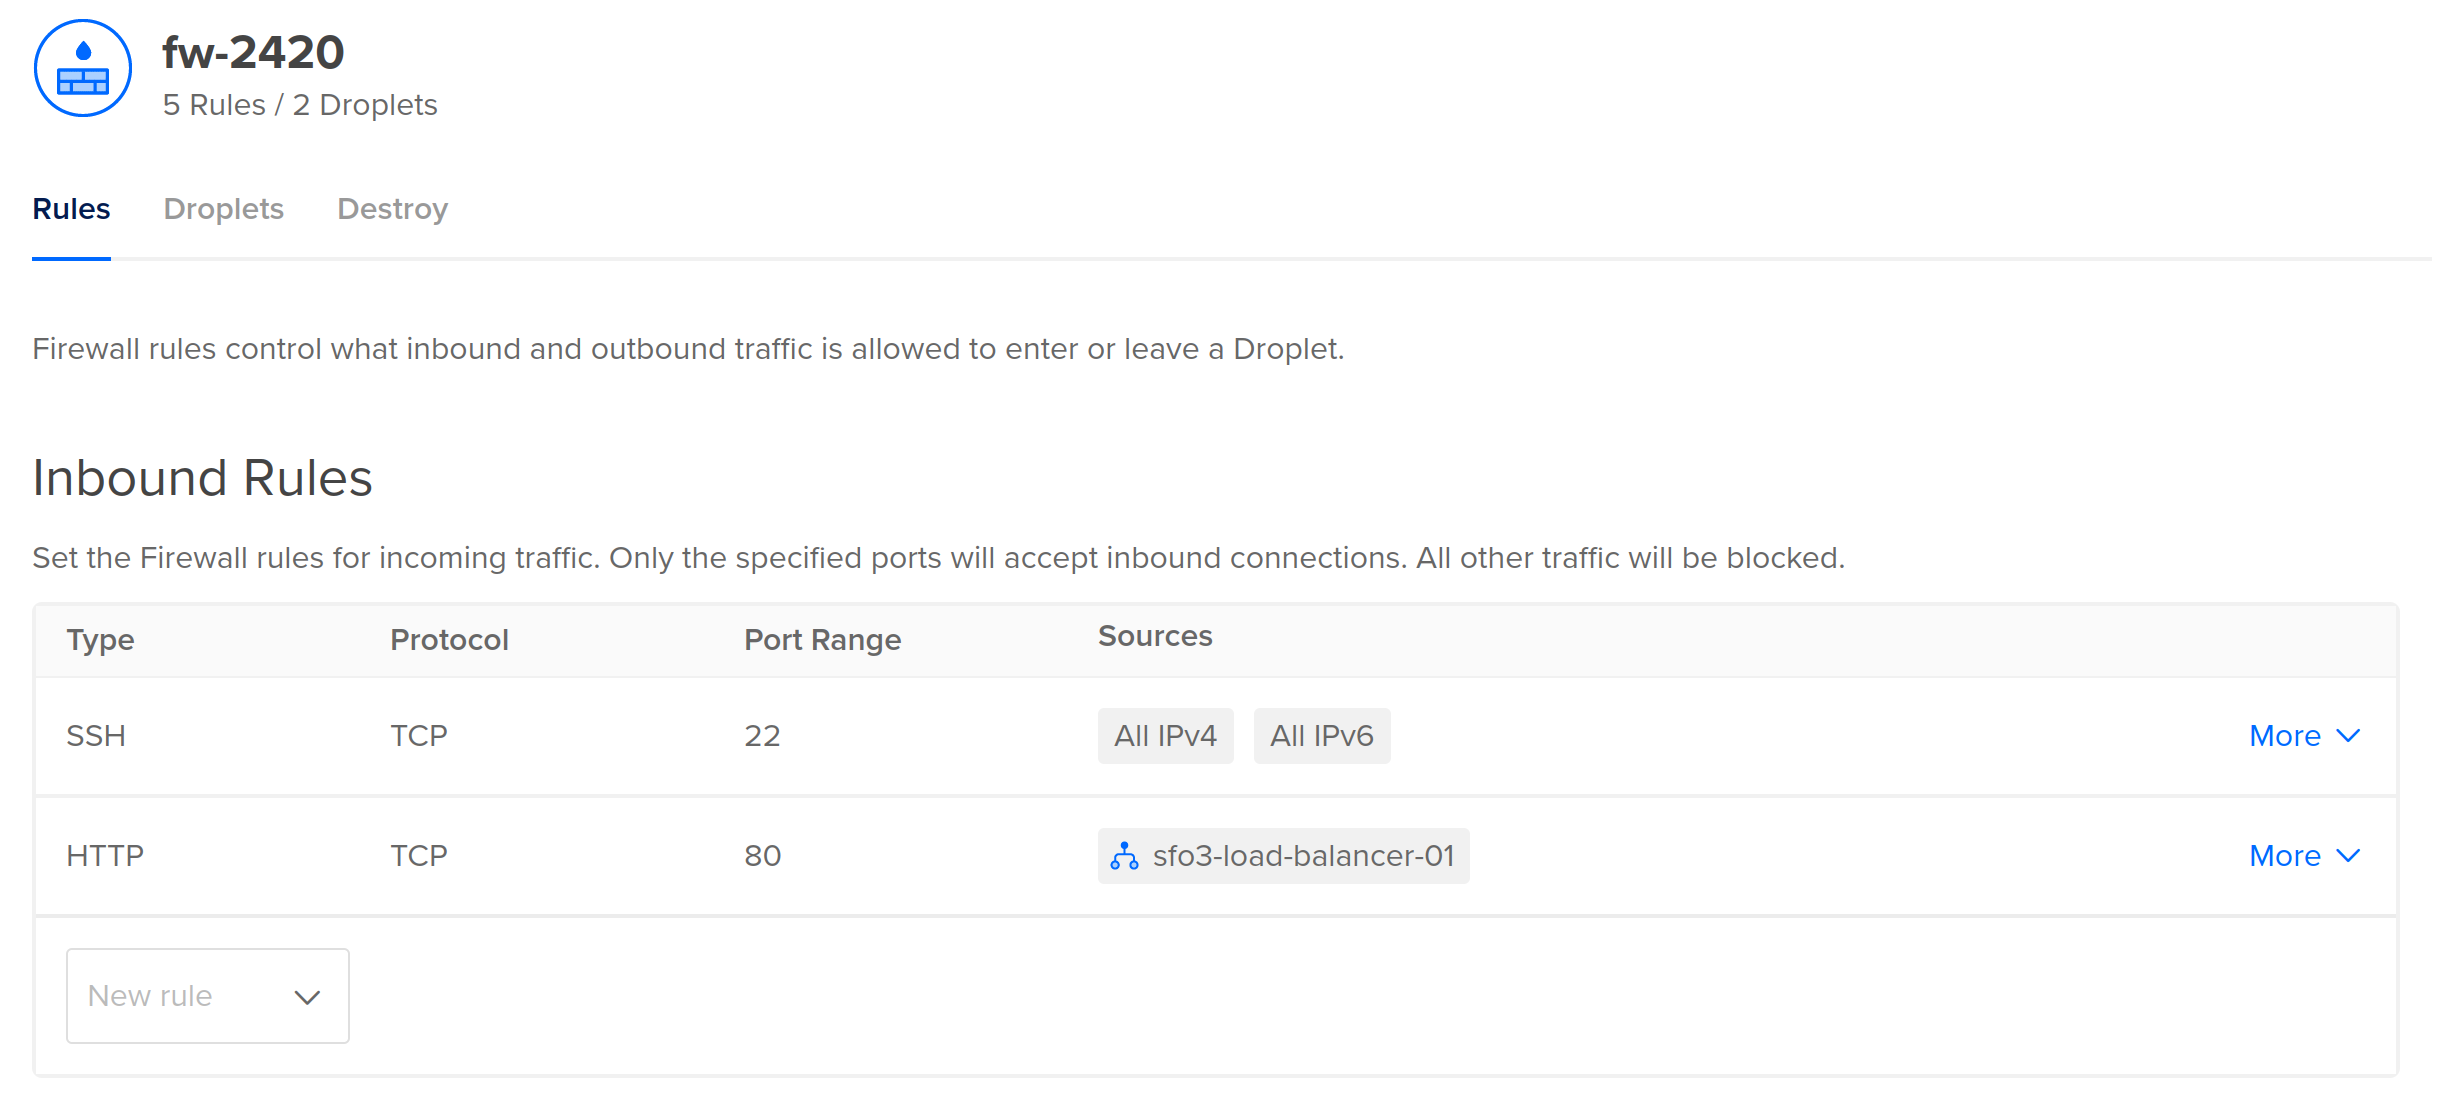 fw-2420
5 Rules / 2 Droplets
Rules Droplets Destroy
Firewall rules control what inbound and outbound traffic is allowed to enter or leave a Droplet.
Inbound Rules
Set the Firewall rules for incoming traffic. Only the specified ports will accept inbound connections. All other traffic will be blocked.
Type Protocol Port Range Sources
SSH TCP 22 All IPv4 All IPv6 More
HTTP TCP 80 sfo3-load-balancer-01 More
New rule